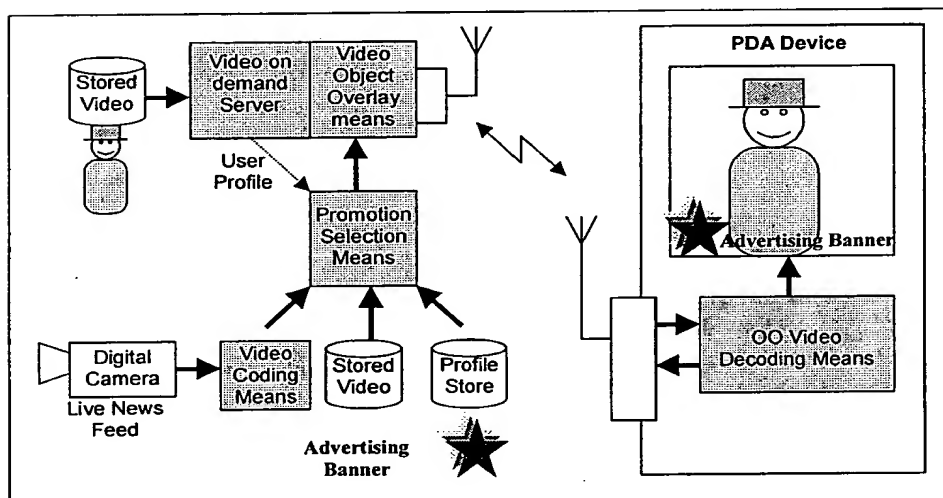 Stored
Video
Video on
demand
Server
Video
Object
Overlay
means
User
Profile
Promotion
Selection
Means
Digital
Camera
Live News
Feed
Video
Coding
Means
Stored
Video
Profile
Store
Advertising
Banner
PDA Device
Advertising Banner
OO Video
Decoding Means